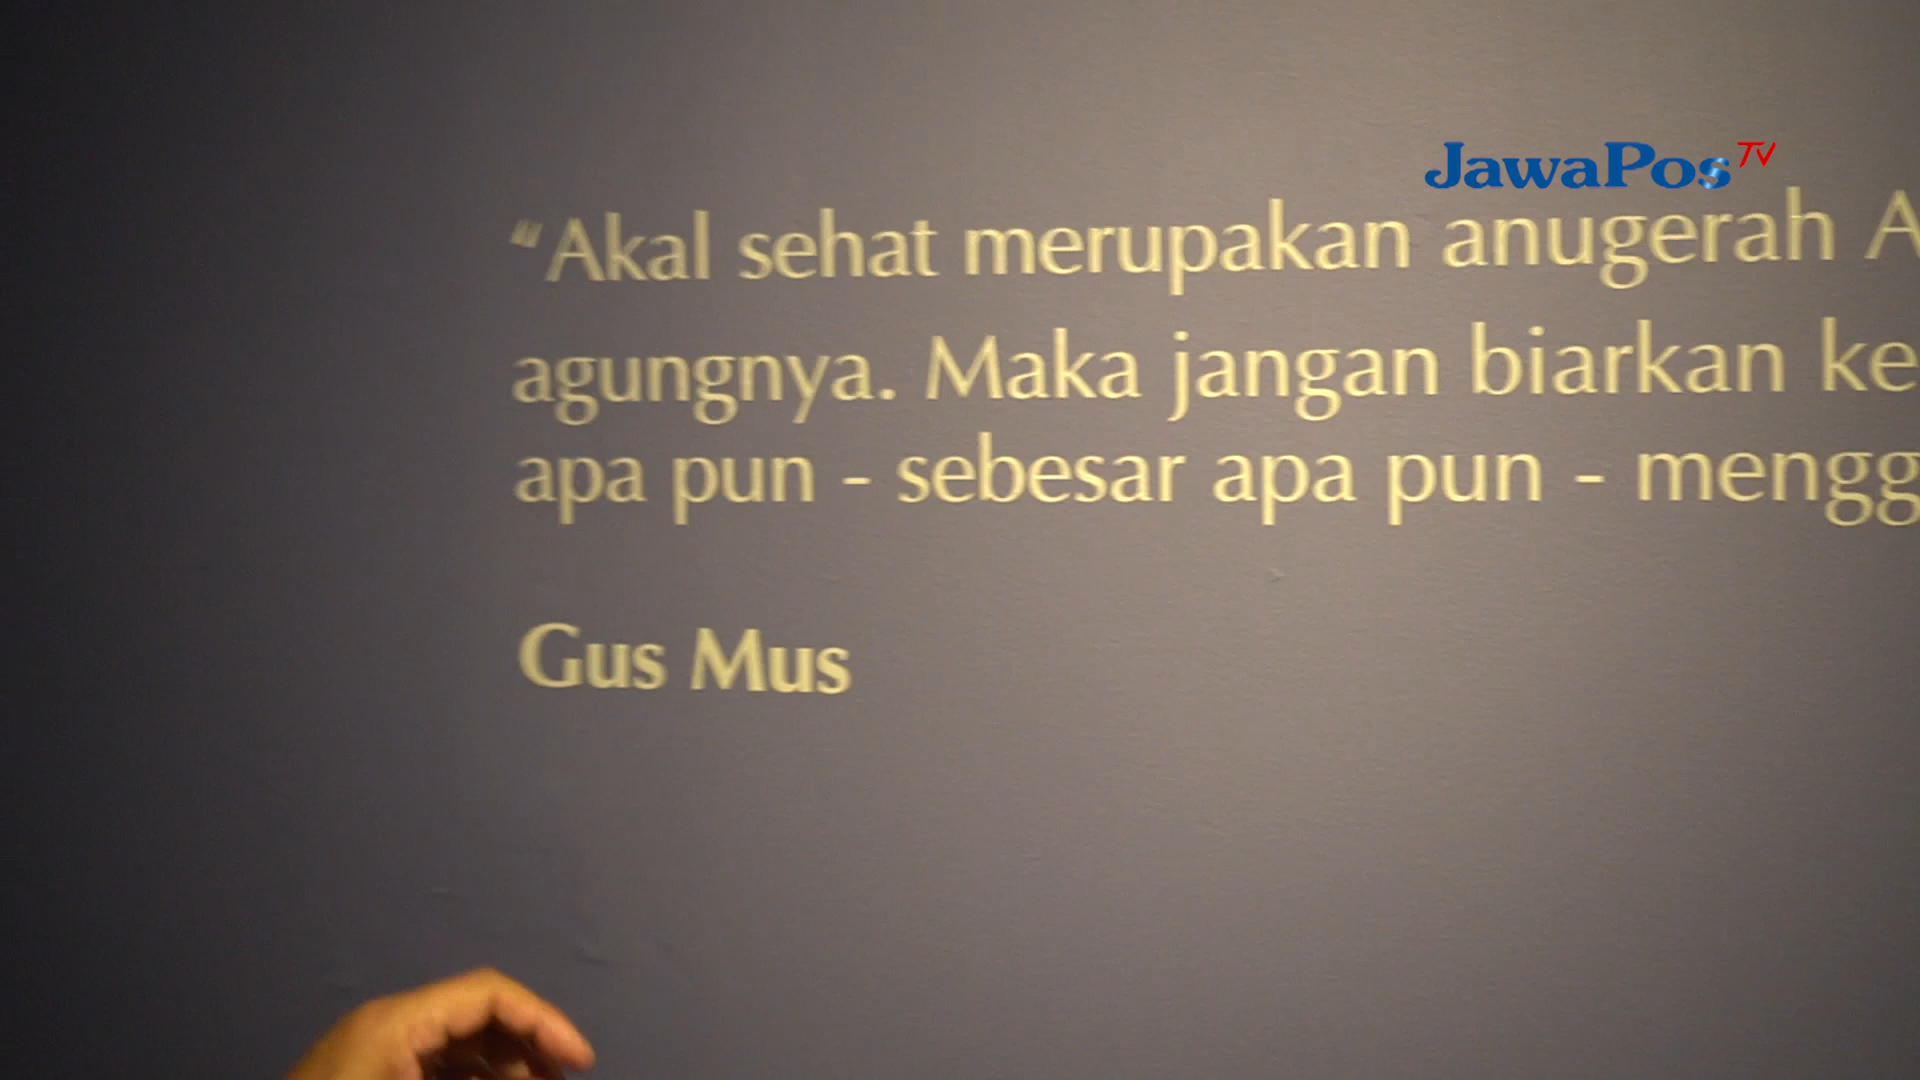 JawaPos TV
“Akal sehat merupakan anugerah
agungnya. Maka jangan biarkan
apa pun - sebesar apa pun -
Gus Mus